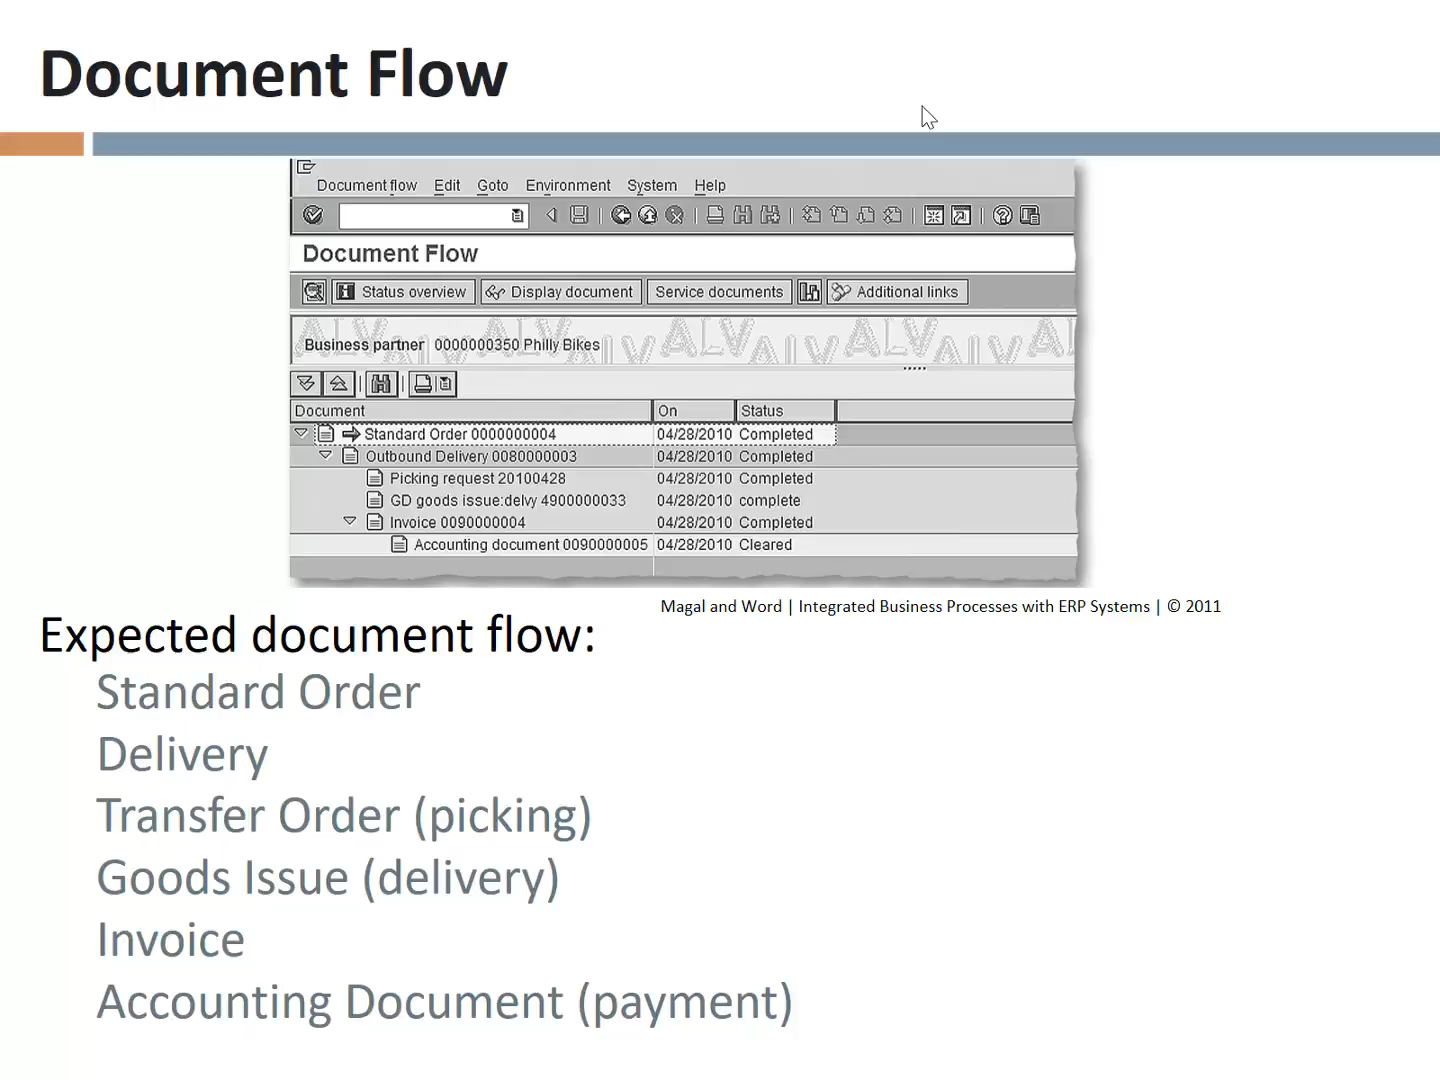 Document Flow
Document flow Edit Goto Environment System Help
Document Flow
Status overview Display document Service documents Additional links
Business partner 0000000350 Philly Bikes
Document On Status
Standard Order 0000000004 04/28/2010 Completed
Outbound Delivery 0080000003 04/28/2010 Completed
Picking request 20100428 04/28/2010 Completed
GD goods issue:delvy 4900000033 04/28/2010 complete
Invoice 0090000004 04/28/2010 Completed
Accounting document 0090000005 04/28/2010 Cleared
Magal and Word | Integrated Business Processes with ERP Systems | © 2011
Expected document flow:
Standard Order
Delivery
Transfer Order (picking)
Goods Issue (delivery)
Invoice
Accounting Document (payment)